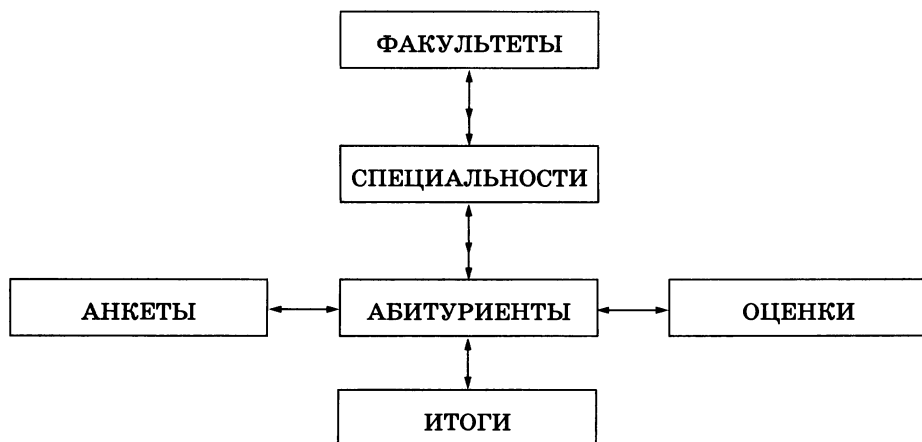 ФАКУЛЬТЕТЫ
СПЕЦИАЛЬНОСТИ
АНКЕТЫ
АБИТУРИЕНТЫ
ОЦЕНКИ
ИТОГИ